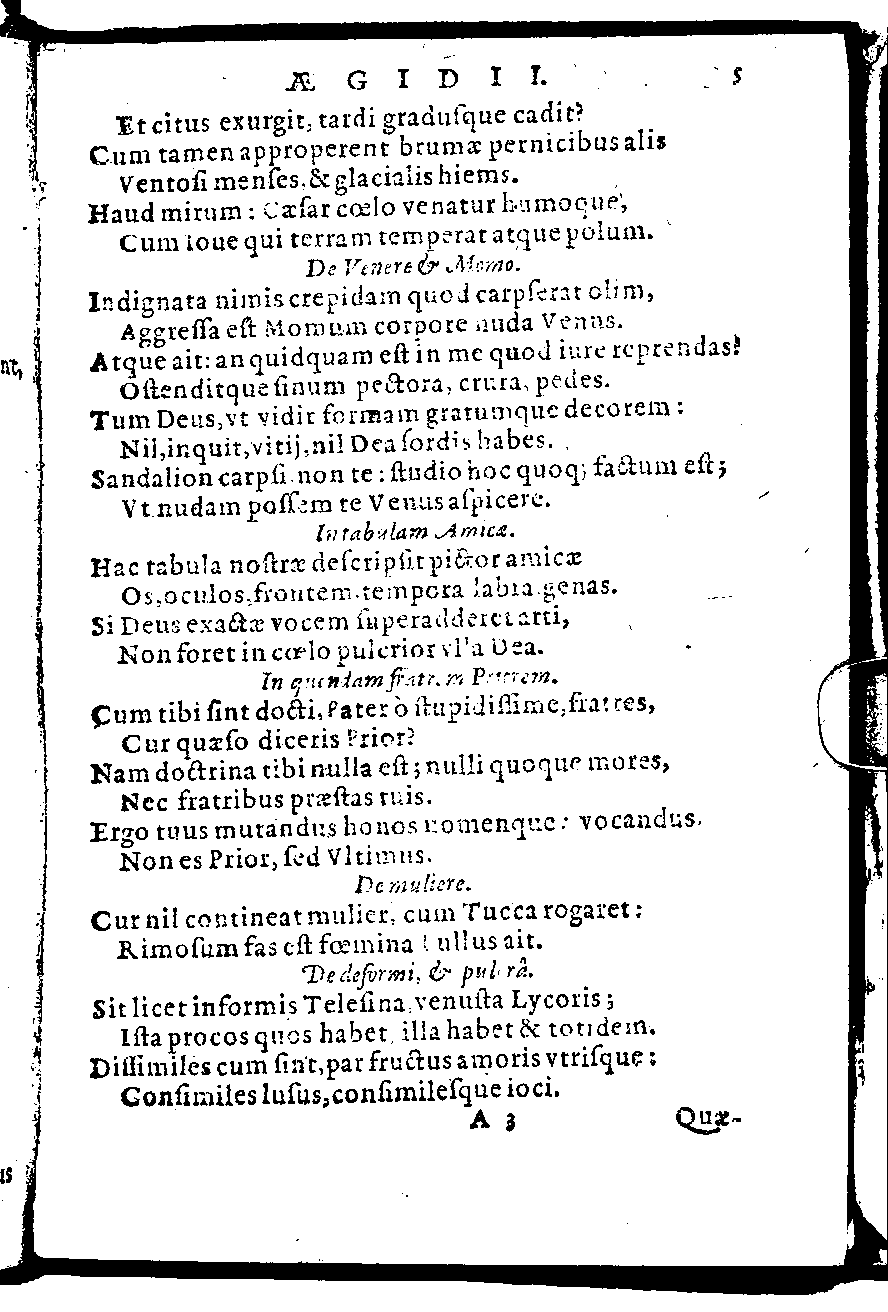 Æ G I D I I. 5
Et citus exurgit, tardi graduſque cadit?
Cum tamen approperent brumæ pernicibus alis
Ventoſi menſes, & glacialis hiems.
Haud mirum : Cæſar cœlo venatur humoque,
Cum Ioue qui terram temperat atque polum.
De Venere & Momo.
Indignata nimis crepidam quod carpſerat olim,
Aggreſſa eſt Momum corpore nuda Venus.
Atque ait: an quidquam eſt in me quod iure reprendas?
Oſtenditque ſinum pectora, crura, pedes.
Tum Deus, vt vidit formam gratumque decorem :
Nil, inquit, vitij, nil Dea ſordis habes.
Sandalion carpſi, non te : ſtudio hoc quoq; factum eſt;
Vt nudam poſſem te Venus aſpicere.
In tabulam Amicæ.
Hac tabula noſtræ deſcripſit pictor amicæ
Os, oculos, frontem, tempora labia genas.
Si Deus exactæ vocem ſuperadderet arti,
Non foret in cœlo pulcrior vl'a Dea.
In quendam fratrem Priorem.
Cum tibi ſint docti, Pater ò ſtupidiſſime, fratres,
Cur quæſo diceris Prior?
Nam doctrina tibi nulla eſt; nulli quoque mores,
Nec fratribus præſtas tuis.
Ergo tuus mutandus honos nomenque: vocandus.
Non es Prior, ſed Vltimus.
De muliere.
Cur nil contineat mulier, cum Tucca rogaret :
Rimoſum fas eſt fœmina ullus ait.
De deformi, & pulcrâ.
Sit licet informis Teleſina, venuſta Lycoris;
Iſta procos quos habet, illa habet & totidem.
Diſſimiles cum ſint, par fructus amoris vtriſque :
Conſimiles luſus, conſimileſque ioci.
A 3 Quæ-
nt,
is